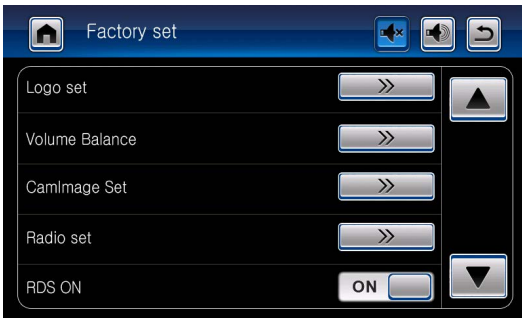 Factory set
Logo set
Volume Balance
CamImage Set
Radio set
RDS ON
ON